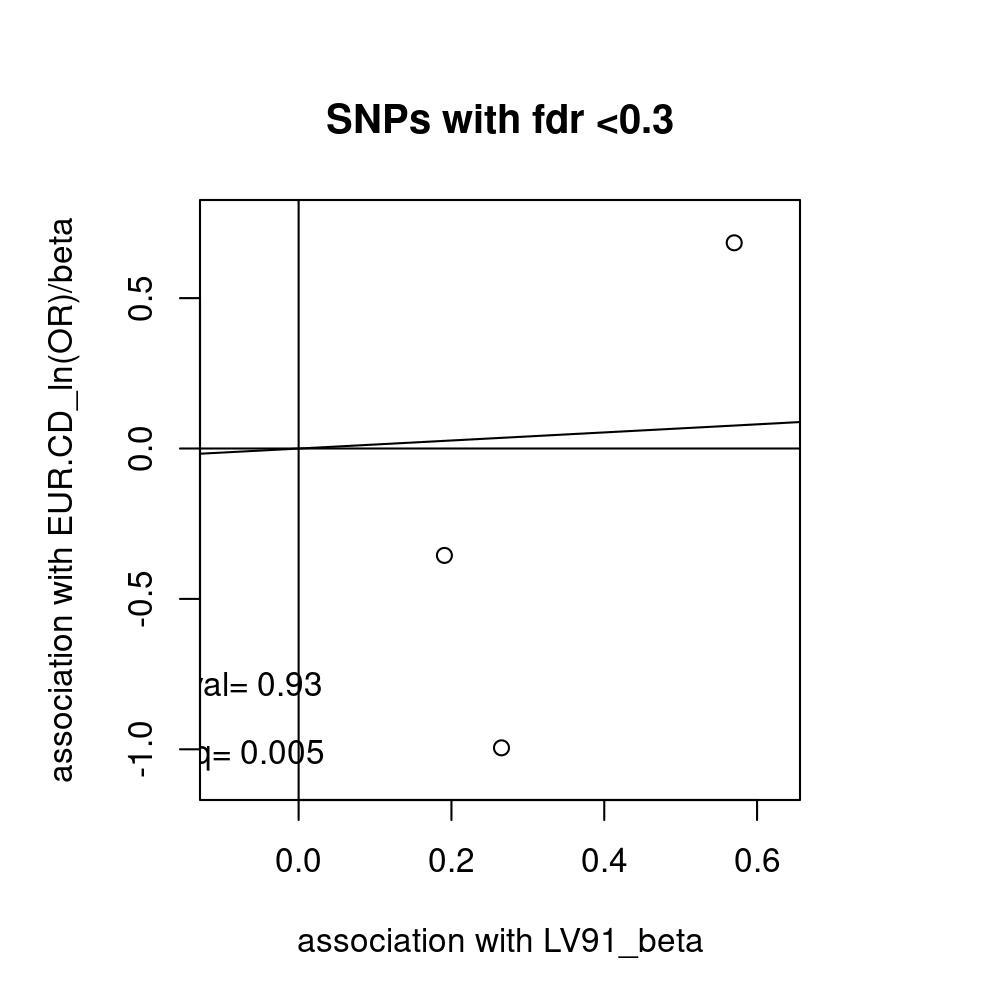 SNPs with fdr <0.3
association with EUR.CD_ln(OR)/beta
0.5
0.0
-0.5
-1.0
val= 0.93
q= 0.005
0.0 0.2 0.4 0.6
association with LV91_beta